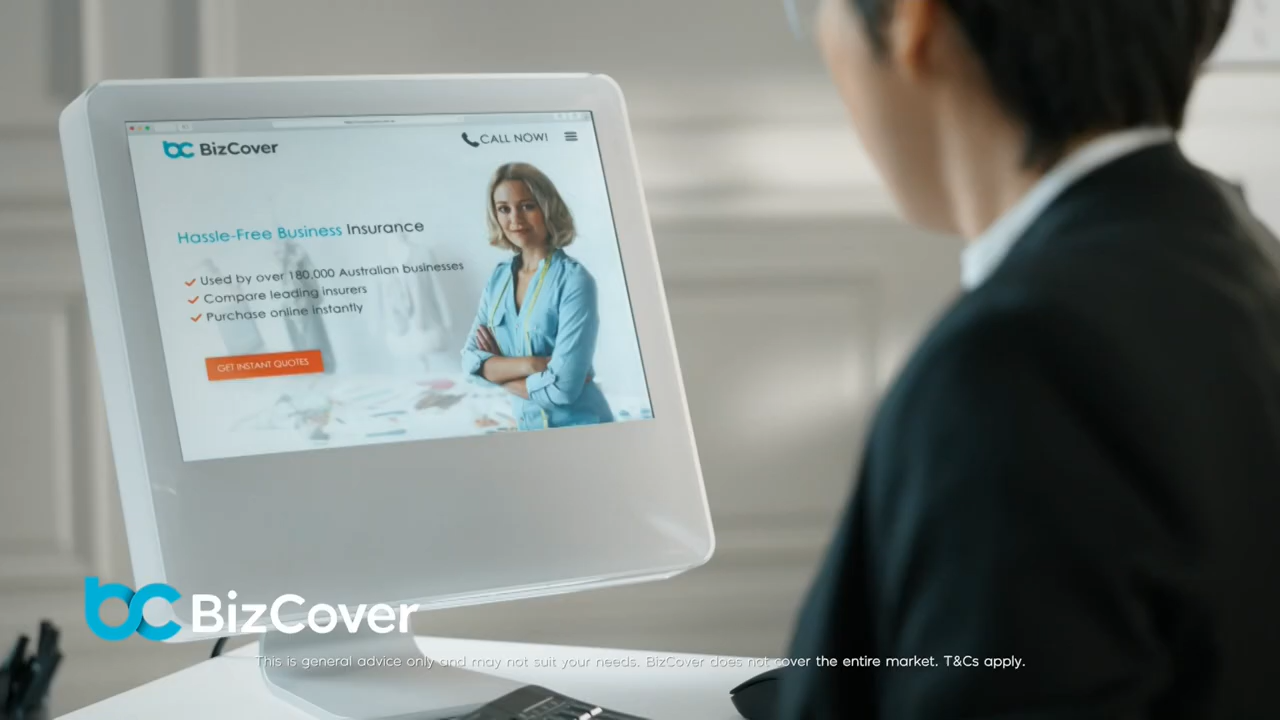 bc BizCover
CALL NOW!
Hassle-Free Business Insurance
Used by over 180,000 Australian businesses
Compare leading insurers
Purchase online instantly
GET INSTANT QUOTES
bc BizCover
This is general advice only and may not suit your needs. BizCover does not cover the entire market. T&Cs apply.